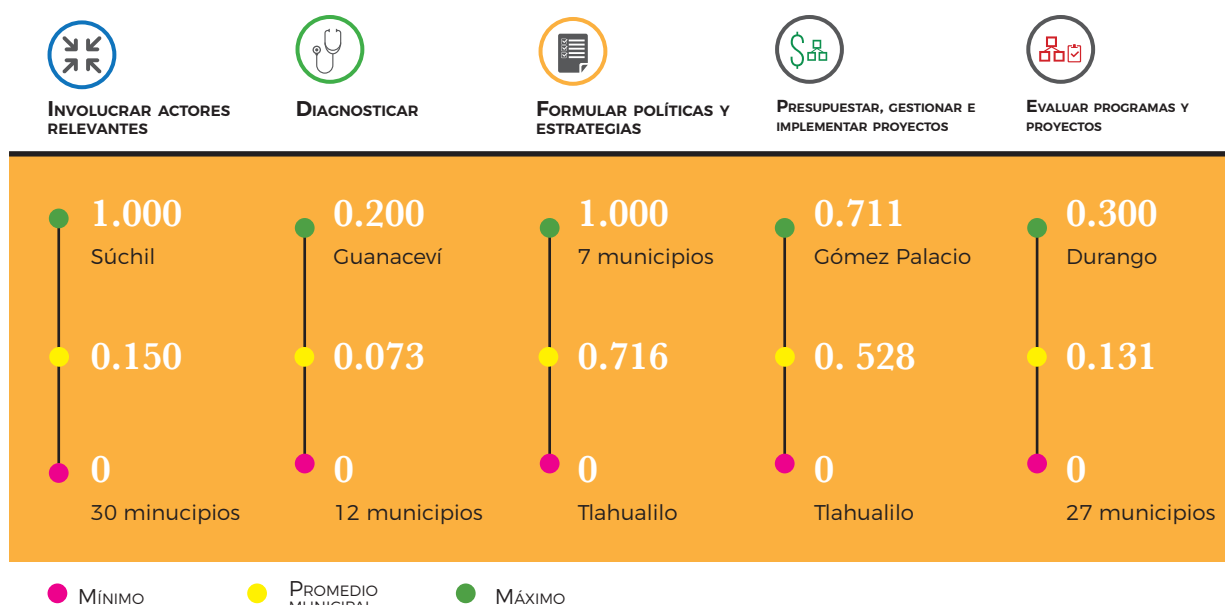 INVOLUCRAR ACTORES
RELEVANTES
DIAGNOSTICAR
FORMULAR POLÍTICAS Y
ESTRATEGIAS
PRESUPUESTAR, GESTIONAR E
IMPLEMENTAR PROYECTOS
EVALUAR PROGRAMAS Y
PROYECTOS
1.000
Súchil
0.200
Guanaceví
1.000
7 municipios
0.711
Gómez Palacio
0.300
Durango
0.150
0.073
0.716
0. 528
0.131
0
30 minucipios
0
12 municipios
0
Tlahualilo
0
Tlahualilo
0
27 municipios
MÍNIMO
PROMEDIO
MUNICIPAL
MÁXIMO